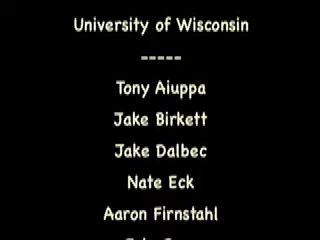 University of Wisconsin
-----
Tony Aiuppa
Jake Birkett
Jake Dalbec
Nate Eck
Aaron Firnstahl